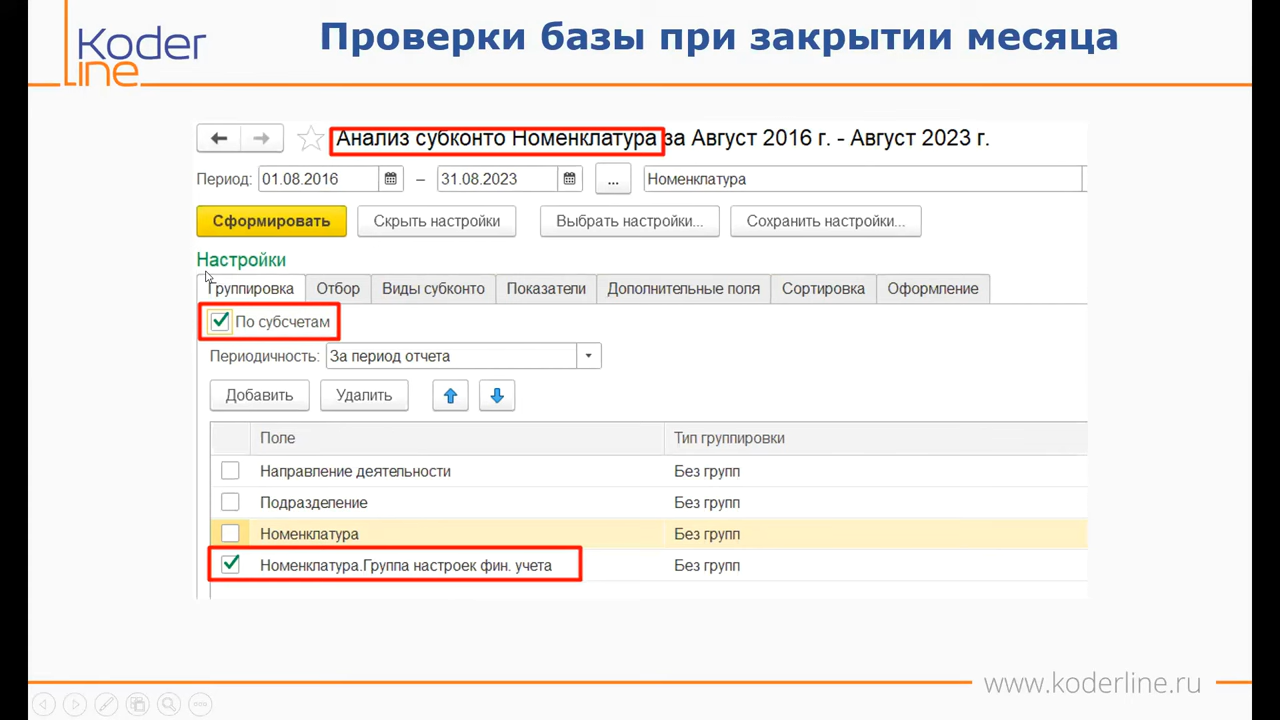 Koder
line
Проверки базы при закрытии месяца
Анализ субконто Номенклатура за Август 2016 г. - Август 2023 г.
Период: 01.08.2016 – 31.08.2023 ... Номенклатура
Сформировать Скрыть настройки Выбрать настройки... Сохранить настройки...
Настройки
Группировка Отбор Виды субконто Показатели Дополнительные поля Сортировка Оформление
По субсчетам
Периодичность: За период отчета
Добавить Удалить
Поле Тип группировки
Направление деятельности Без групп
Подразделение Без групп
Номенклатура Без групп
Номенклатура.Группа настроек фин. учета Без групп
www.koderline.ru